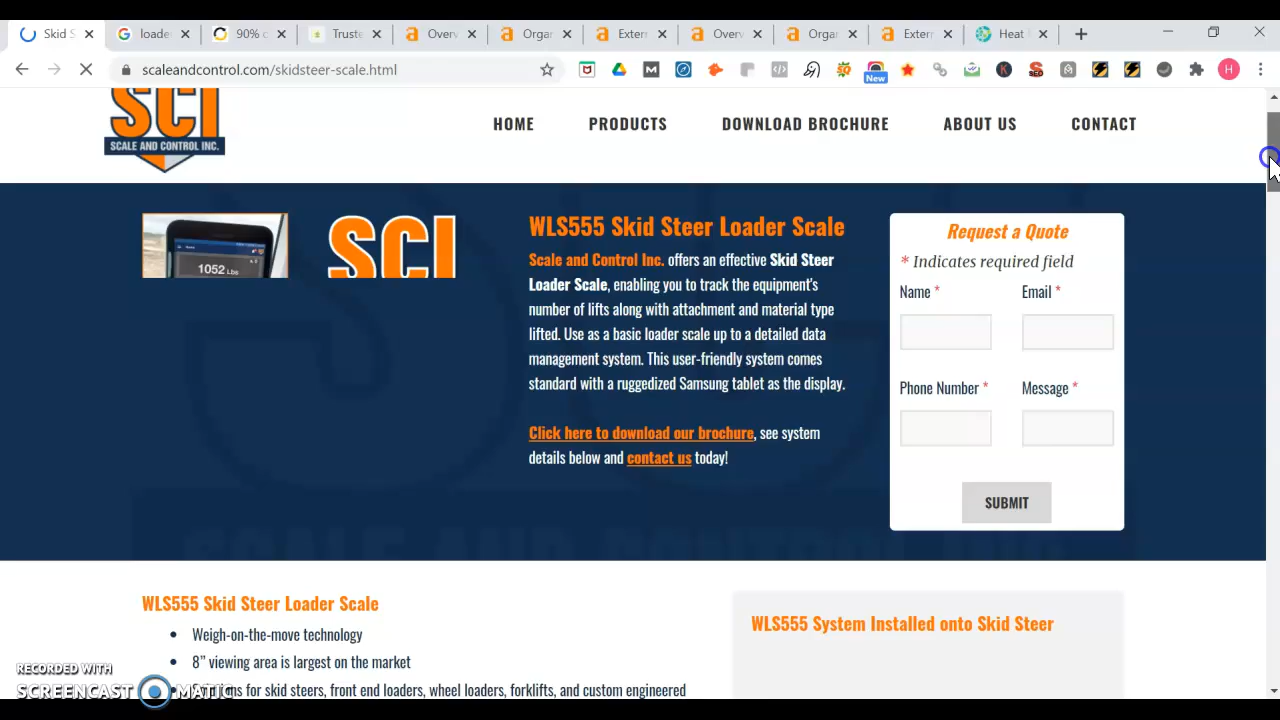 Skid S
loade
90% c
Truste
Overv
Organ
Extern
Overv
Organ
Extern
Heat M
scaleandcontrol.com/skidsteer-scale.html
New
H
SCI
SCALE AND CONTROL INC.
HOME
PRODUCTS
DOWNLOAD BROCHURE
ABOUT US
CONTACT
1052 Lbs
SCI
WLS555 Skid Steer Loader Scale
Scale and Control Inc. offers an effective Skid Steer
Loader Scale, enabling you to track the equipment's
number of lifts along with attachment and material type
lifted. Use as a basic loader scale up to a detailed data
management system. This user-friendly system comes
standard with a ruggedized Samsung tablet as the display.
Click here to download our brochure, see system
details below and contact us today!
Request a Quote
* Indicates required field
Name *
Email *
Phone Number *
Message *
SUBMIT
WLS555 Skid Steer Loader Scale
• Weigh-on-the-move technology
• 8” viewing area is largest on the market
for skid steers, front end loaders, wheel loaders, forklifts, and custom engineered
WLS555 System Installed onto Skid Steer
RECORDED WITH
SCREENCAST MATIC